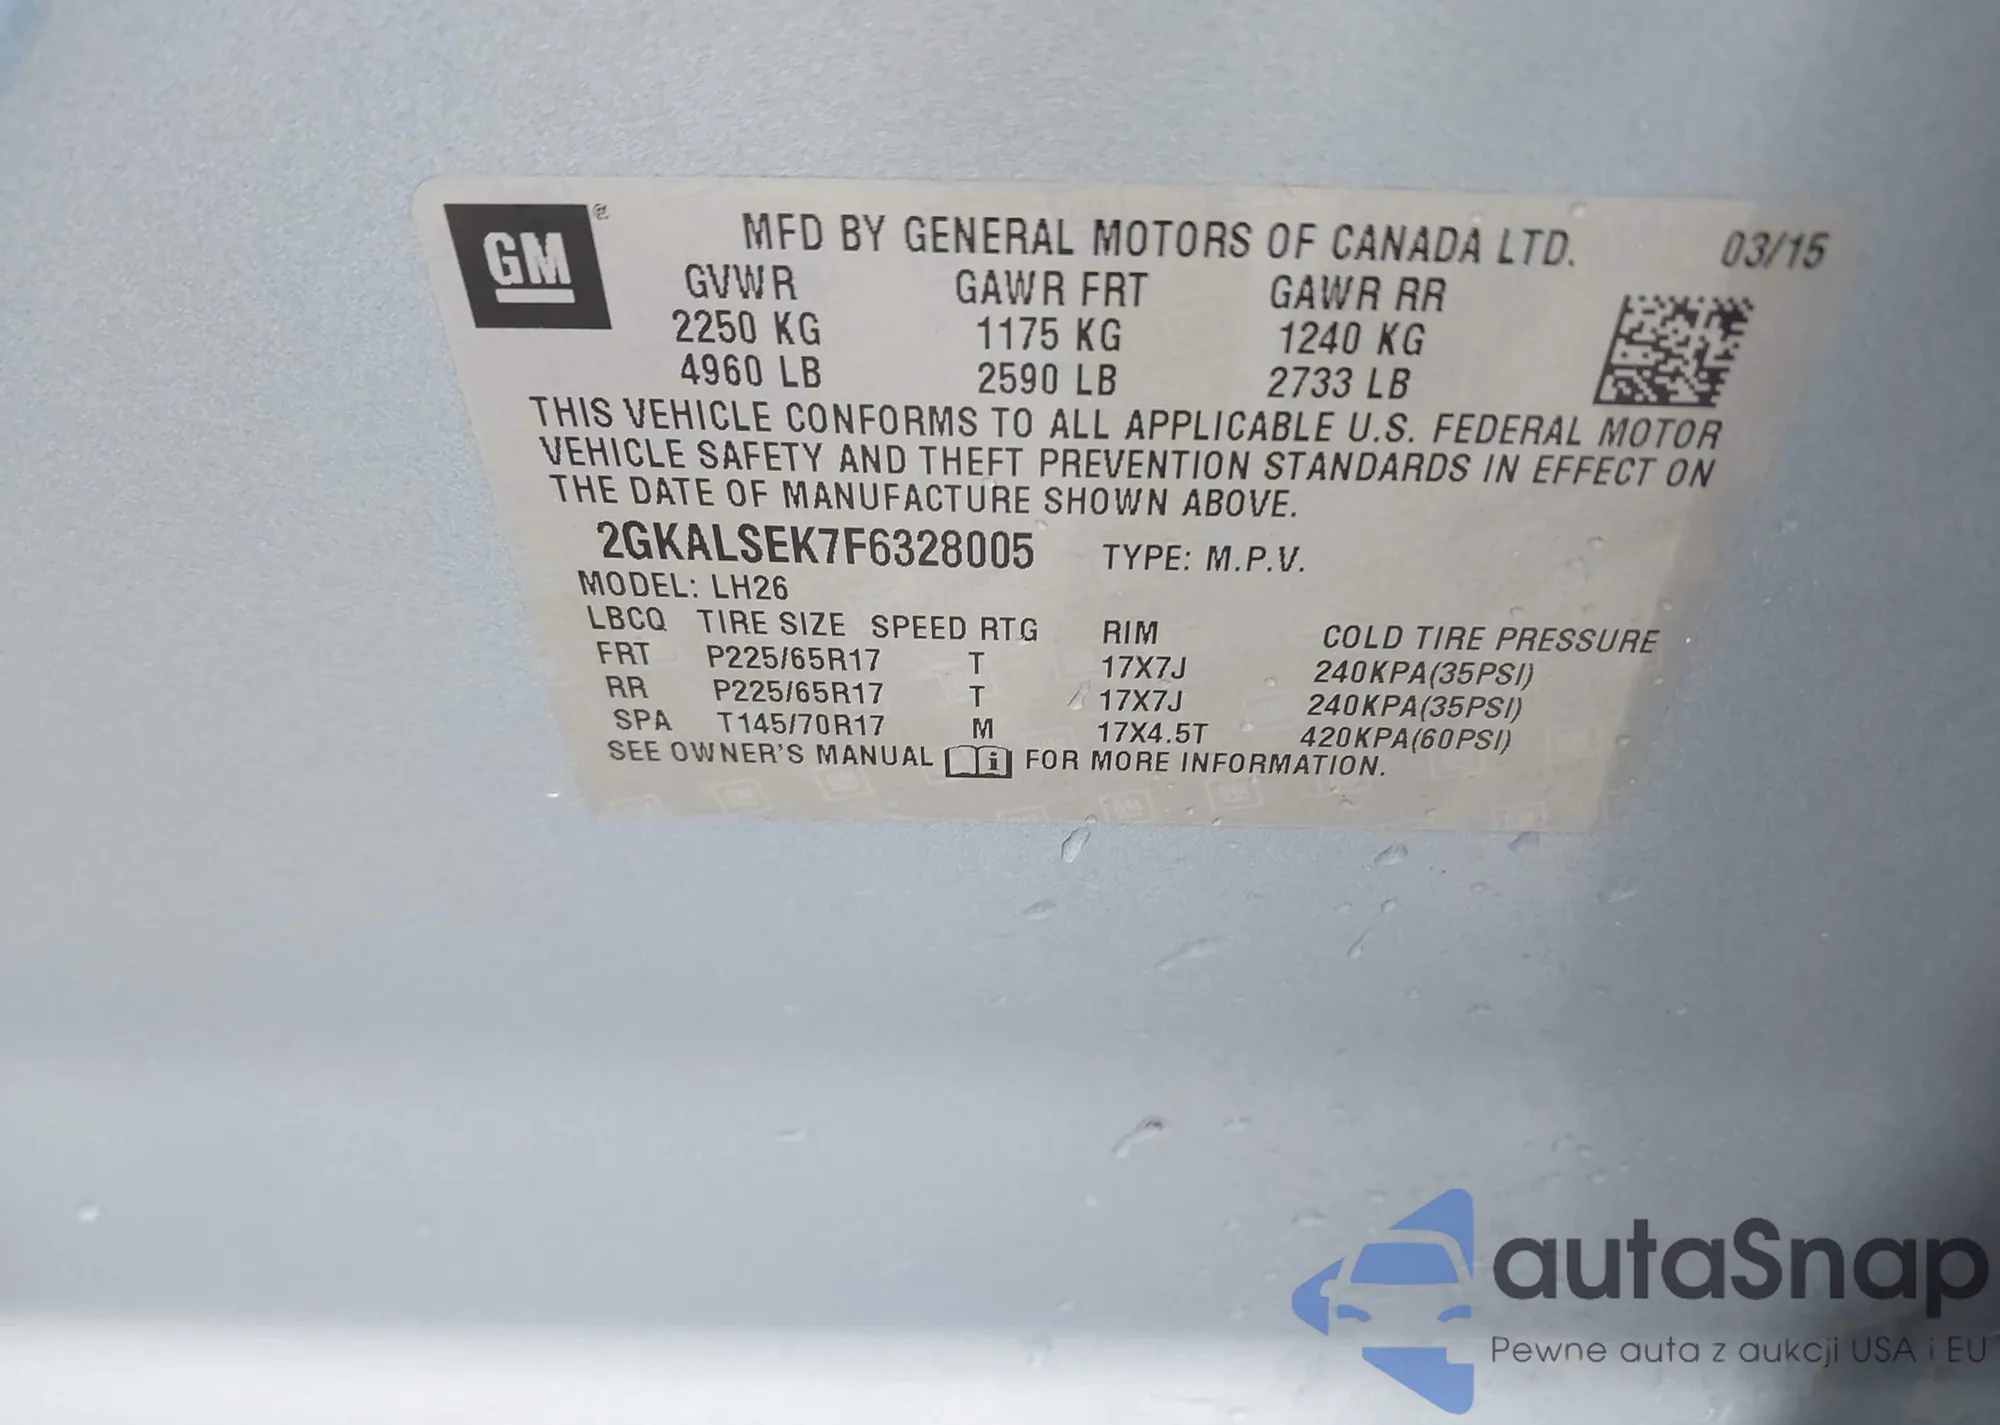 GM®
MFD BY GENERAL MOTORS OF CANADA LTD. 03/15
GVWR GAWR FRT GAWR RR
2250 KG 1175 KG 1240 KG
4960 LB 2590 LB 2733 LB
THIS VEHICLE CONFORMS TO ALL APPLICABLE U.S. FEDERAL MOTOR
VEHICLE SAFETY AND THEFT PREVENTION STANDARDS IN EFFECT ON
THE DATE OF MANUFACTURE SHOWN ABOVE.
2GKALSEK7F6328005 TYPE: M.P.V.
MODEL: LH26
LBCQ TIRE SIZE SPEED RTG RIM COLD TIRE PRESSURE
FRT P225/65R17 T 17X7J 240KPA(35PSI)
RR P225/65R17 T 17X7J 240KPA(35PSI)
SPA T145/70R17 M 17X4.5T 420KPA(60PSI)
SEE OWNER'S MANUAL i FOR MORE INFORMATION.
autaSnap
Pewne auta z aukcji USA i EU